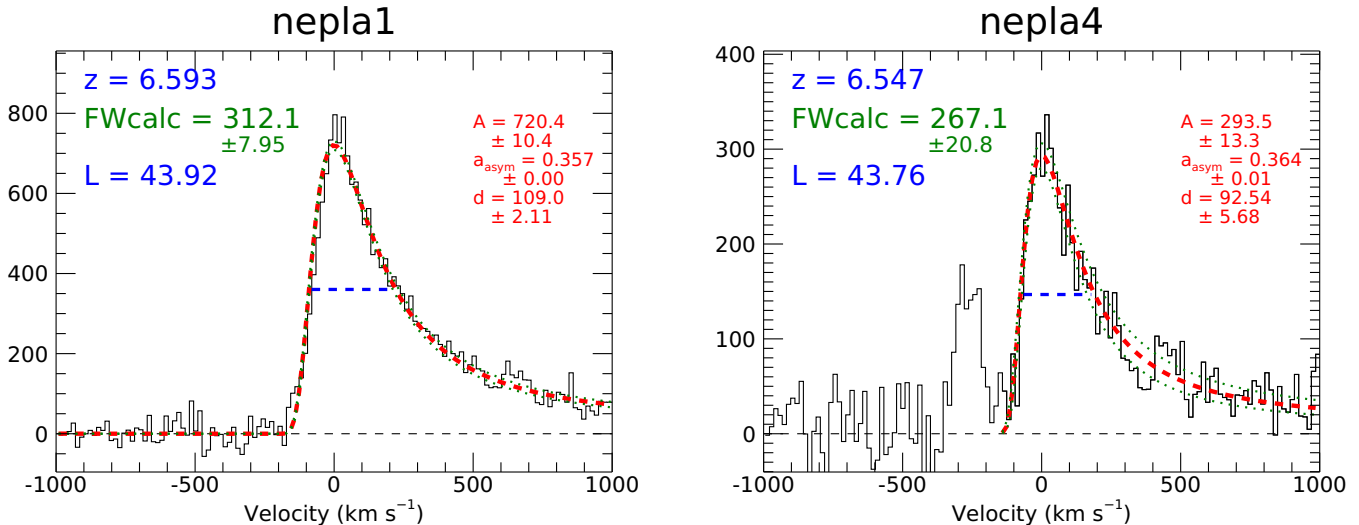 nepla1
z = 6.593
FWcalc = 312.1
±7.95
L = 43.92
A = 720.4
± 10.4
a_asym = 0.357
± 0.00
d = 109.0
± 2.11
800
600
400
200
0
-1000 -500 0 500 1000
Velocity (km s⁻¹)
nepla4
z = 6.547
FWcalc = 267.1
±20.8
L = 43.76
A = 293.5
± 13.3
a_asym = 0.364
± 0.01
d = 92.54
± 5.68
400
300
200
100
0
-1000 -500 0 500 1000
Velocity (km s⁻¹)